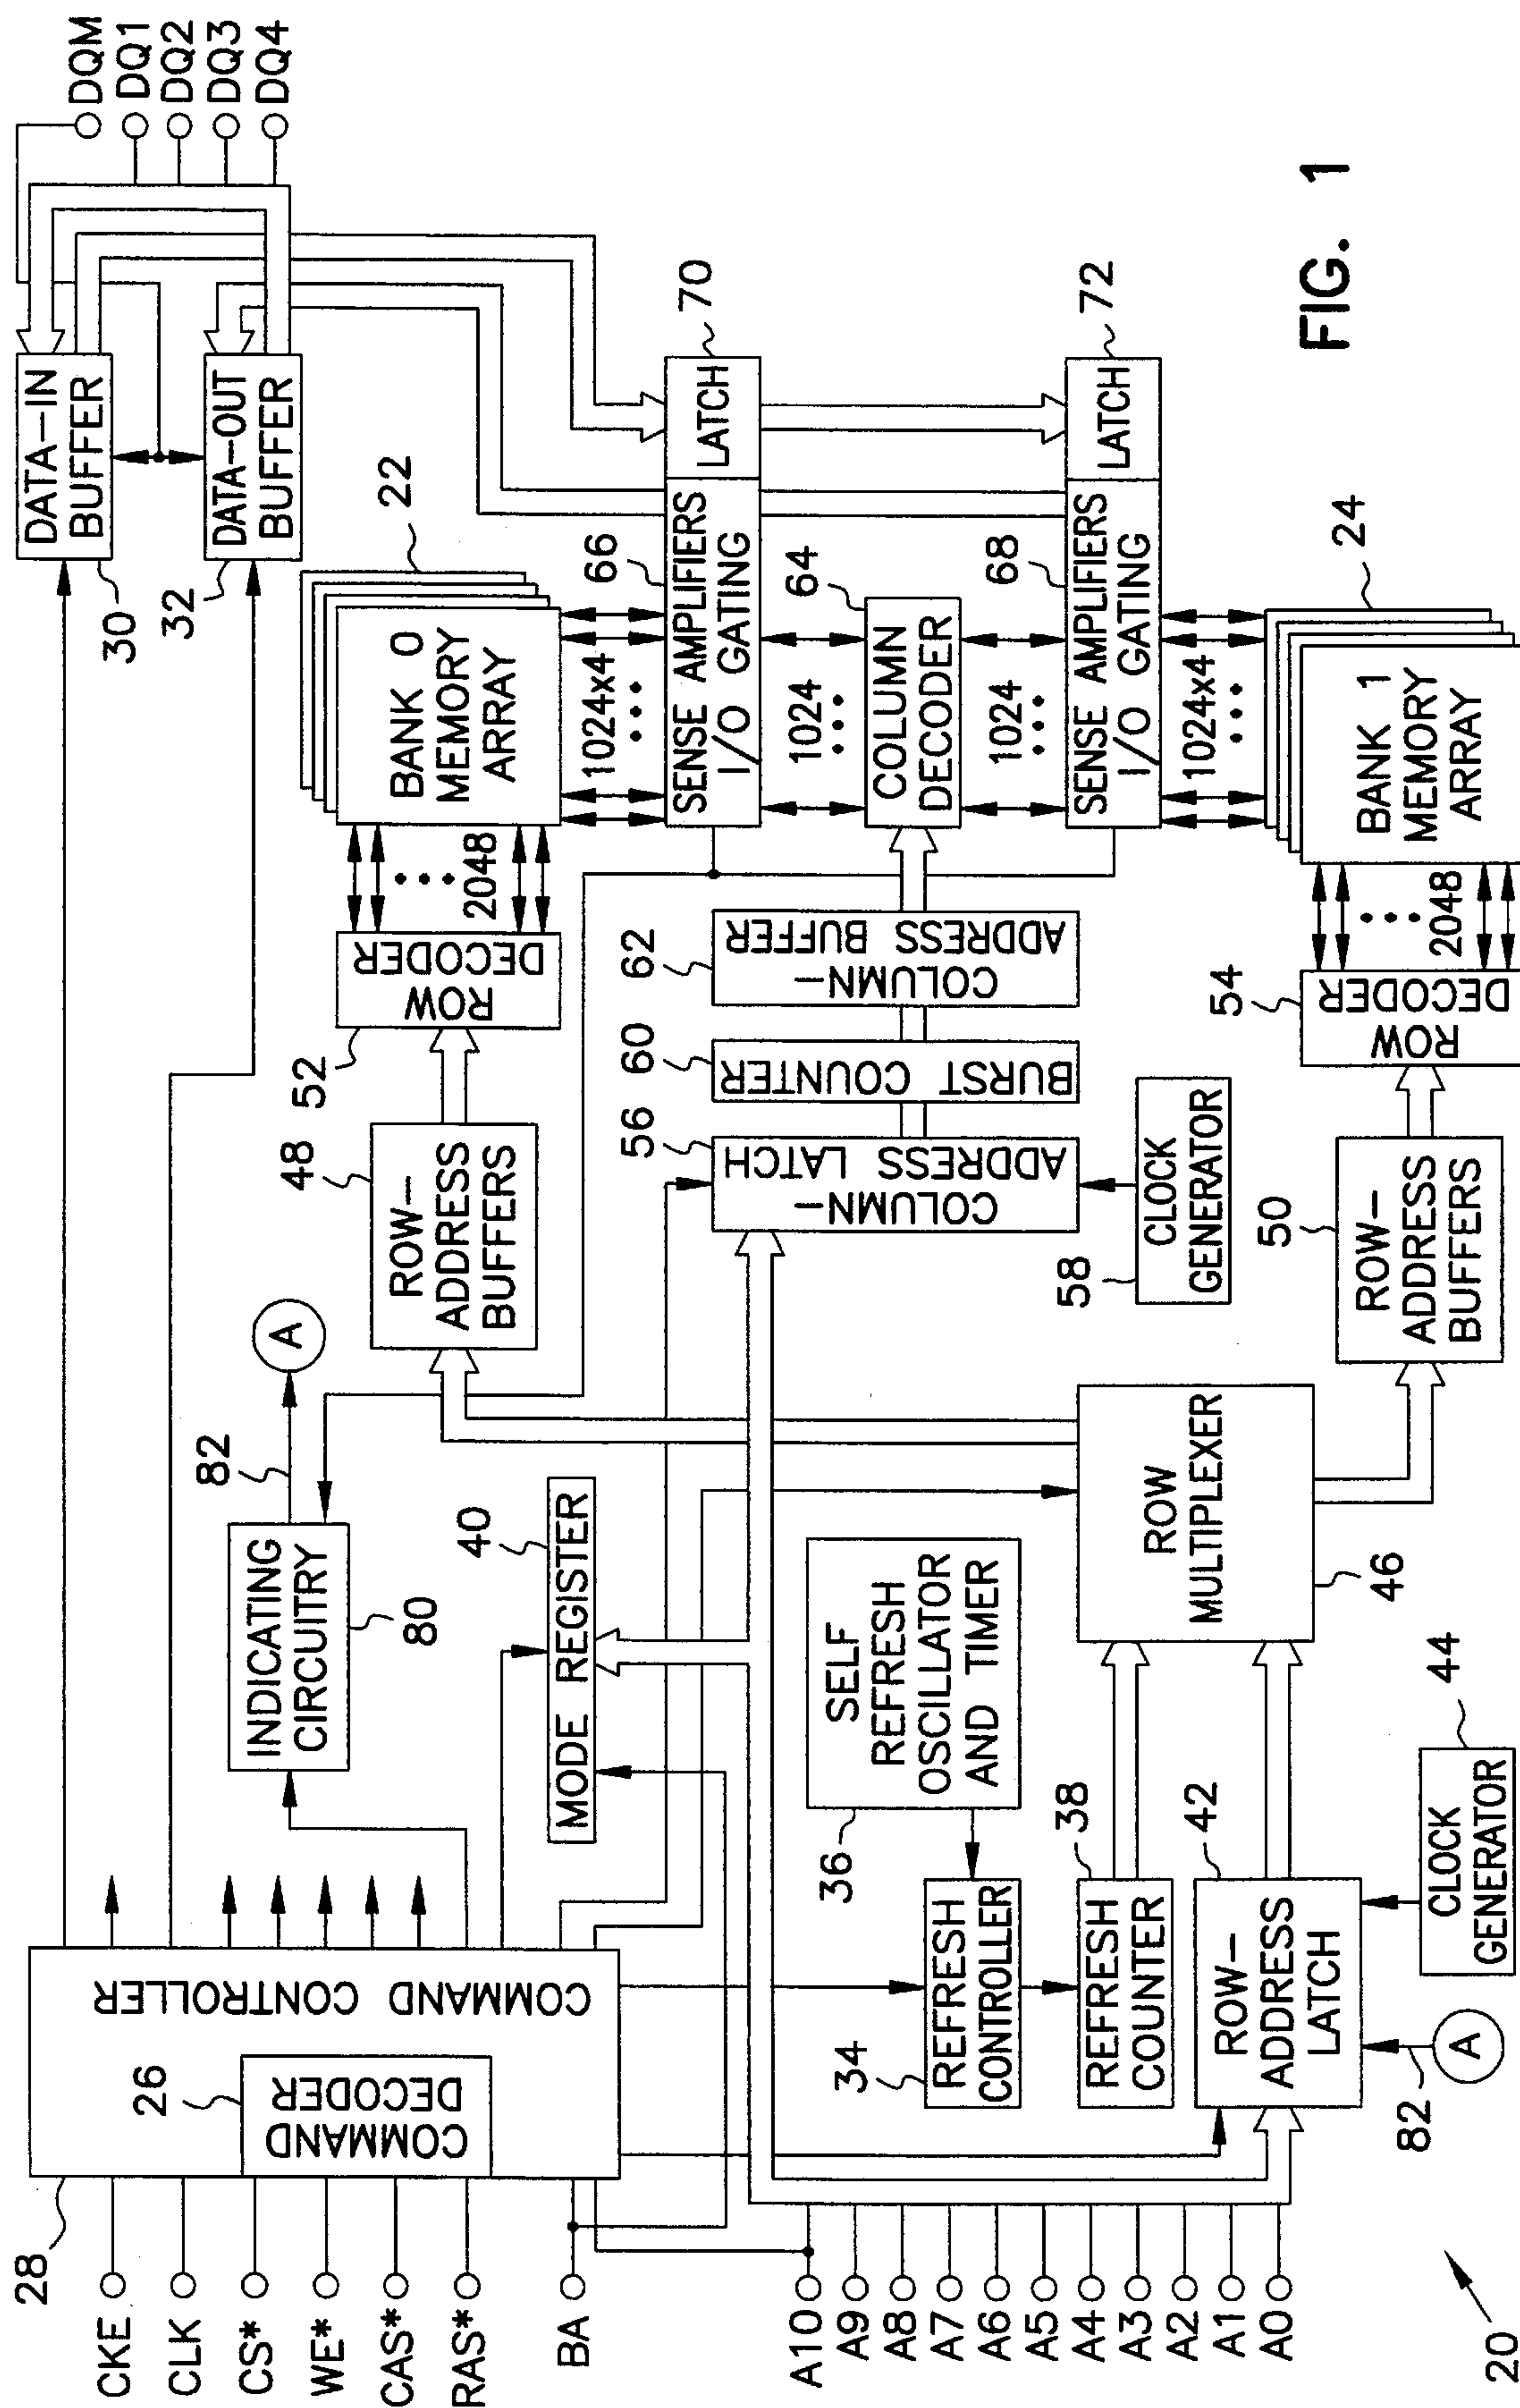 DQM
DQ1
DQ2
DQ3
DQ4
DATA-IN
BUFFER
30
DATA-OUT
BUFFER
32
22
BANK 0
MEMORY
ARRAY
2048
ROW
DECODER
52
48
ROW-
ADDRESS
BUFFERS
1024x4
66
SENSE AMPLIFIERS
I/O GATING
LATCH
70
1024
64
COLUMN
DECODER
1024
68
SENSE AMPLIFIERS
I/O GATING
LATCH
72
1024x4
24
BANK 1
MEMORY
ARRAY
2048
54
ROW
DECODER
50
ROW-
ADDRESS
BUFFERS
62
COLUMN-
ADDRESS BUFFER
60
BURST COUNTER
56
COLUMN-
ADDRESS LATCH
58
CLOCK
GENERATOR
A
82
INDICATING
CIRCUITRY
80
40
MODE REGISTER
SELF
REFRESH
OSCILLATOR
AND TIMER
36
ROW
MULTIPLEXER
46
34
REFRESH
CONTROLLER
38
REFRESH
COUNTER
42
ROW-
ADDRESS
LATCH
44
CLOCK
GENERATOR
82
A
COMMAND CONTROLLER
26
COMMAND
DECODER
28
CKE
CLK
CS*
WE*
CAS*
RAS*
BA
A10
A9
A8
A7
A6
A5
A4
A3
A2
A1
A0
20
FIG. 1